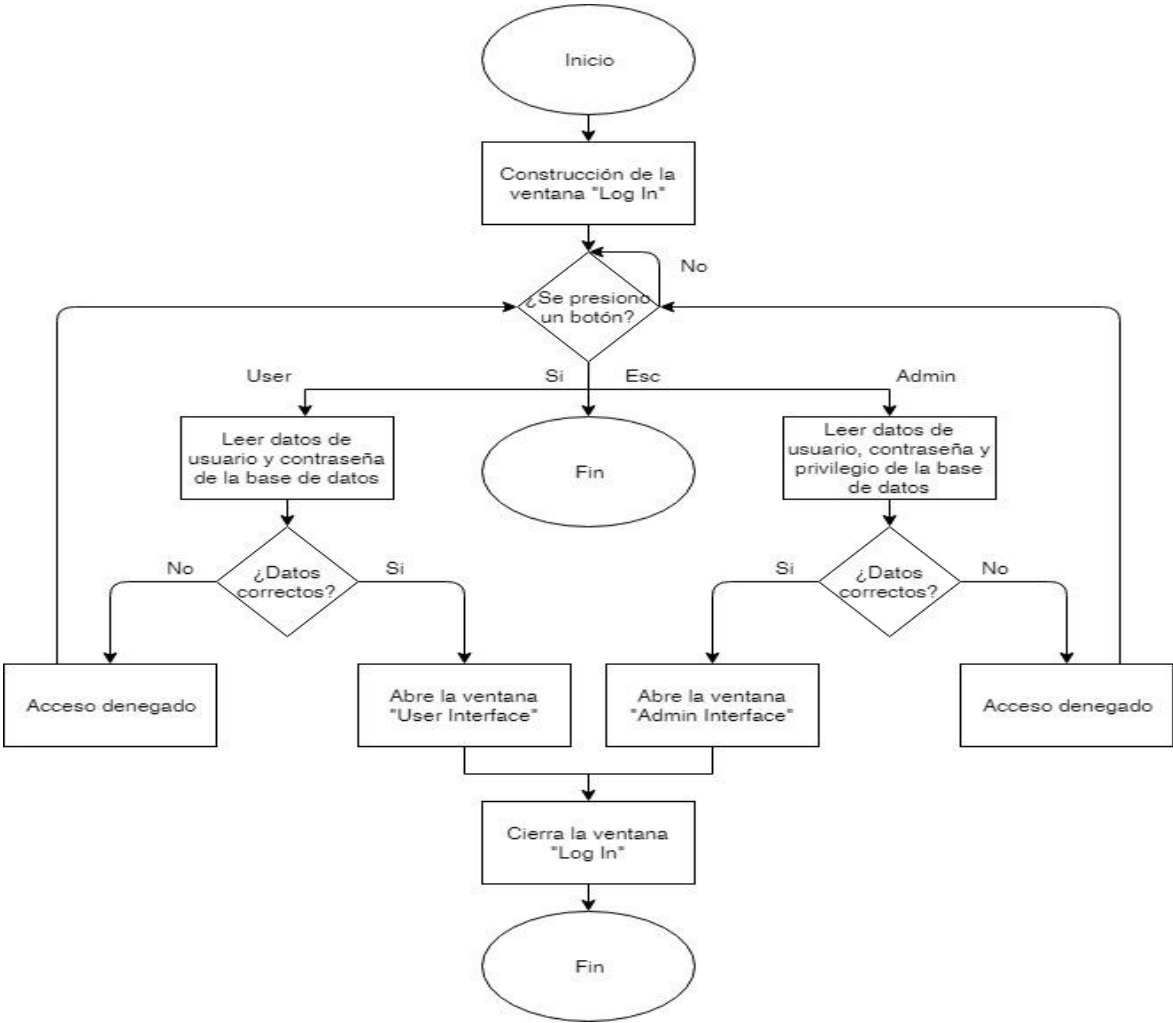 Inicio
Construcción de la
ventana "Log In"
No
¿Se presiono
un botón?
User
Si
Esc
Admin
Leer datos de
usuario y contraseña
de la base de datos
Fin
Leer datos de
usuario, contraseña y
privilegio de la base
de datos
No
¿Datos
correctos?
Si
Si
¿Datos
correctos?
No
Acceso denegado
Abre la ventana
"User Interface"
Abre la ventana
"Admin Interface"
Acceso denegado
Cierra la ventana
"Log In"
Fin